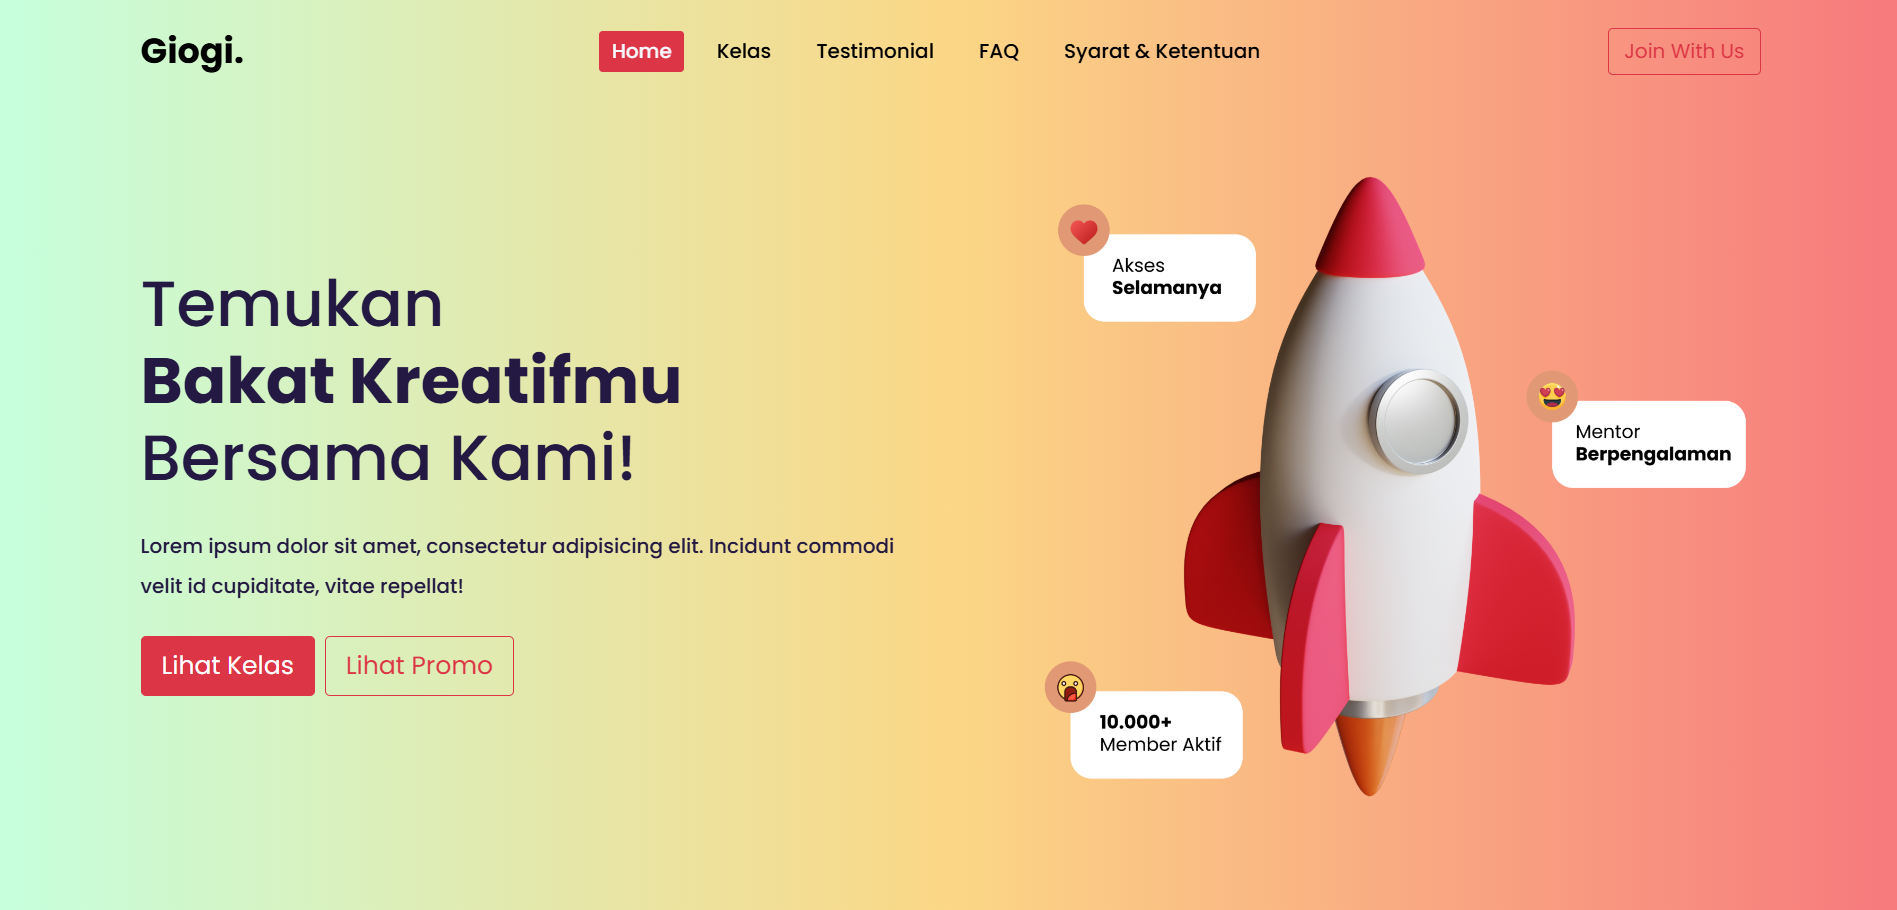 Giogi.
Home
Kelas
Testimonial
FAQ
Syarat & Ketentuan
Join With Us
Temukan
Bakat Kreatifmu
Bersama Kami!
Lorem ipsum dolor sit amet, consectetur adipisicing elit. Incidunt commodi
velit id cupiditate, vitae repellat!
Lihat Kelas
Lihat Promo
Akses
Selamanya
Mentor
Berpengalaman
10.000+
Member Aktif